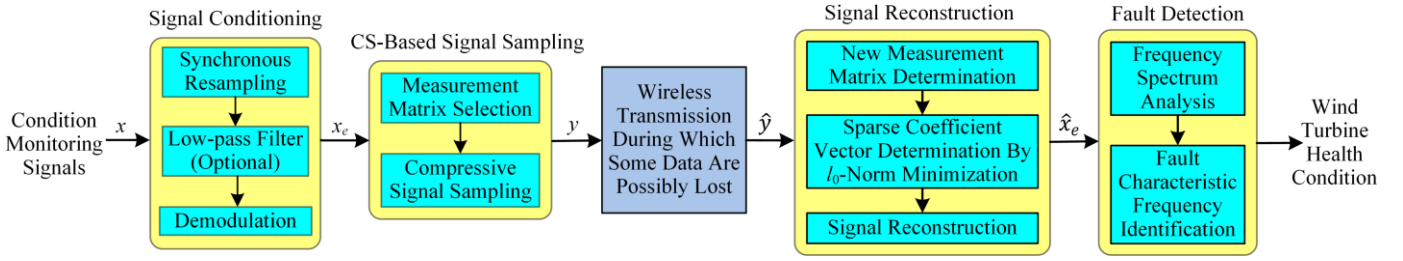 Condition
Monitoring
Signals
x
Signal Conditioning
Synchronous
Resampling
Low-pass Filter
(Optional)
Demodulation
xₑ
CS-Based Signal Sampling
Measurement
Matrix Selection
Compressive
Signal Sampling
y
Wireless
Transmission
During Which
Some Data Are
Possibly Lost
ŷ
Signal Reconstruction
New Measurement
Matrix Determination
Sparse Coefficient
Vector Determination By
l₀-Norm Minimization
Signal Reconstruction
x̂ₑ
Fault Detection
Frequency
Spectrum
Analysis
Fault
Characteristic
Frequency
Identification
Wind
Turbine
Health
Condition